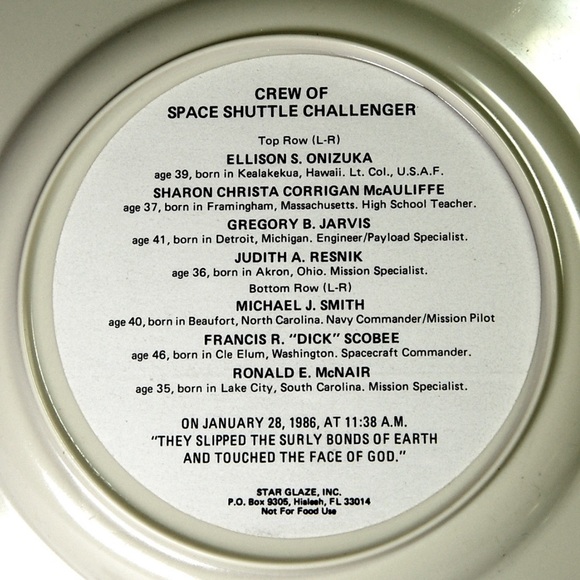 CREW OF
SPACE SHUTTLE CHALLENGER
Top Row (L-R)
ELLISON S. ONIZUKA
age 39, born in Kealakekua, Hawaii. Lt. Col., U.S.A.F.
SHARON CHRISTA CORRIGAN McAULIFFE
age 37, born in Framingham, Massachusetts. High School Teacher.
GREGORY B. JARVIS
age 41, born in Detroit, Michigan. Engineer/Payload Specialist.
JUDITH A. RESNIK
age 36, born in Akron, Ohio. Mission Specialist.
Bottom Row (L-R)
MICHAEL J. SMITH
age 40, born in Beaufort, North Carolina. Navy Commander/Mission Pilot
FRANCIS R. "DICK" SCOBEE
age 46, born in Cle Elum, Washington. Spacecraft Commander.
RONALD E. McNAIR
age 35, born in Lake City, South Carolina. Mission Specialist.
ON JANUARY 28, 1986, AT 11:38 A.M.
"THEY SLIPPED THE SURLY BONDS OF EARTH
AND TOUCHED THE FACE OF GOD."
STAR GLAZE, INC.
P.O. Box 9305, Hialeah, FL 33014
Not For Food Use